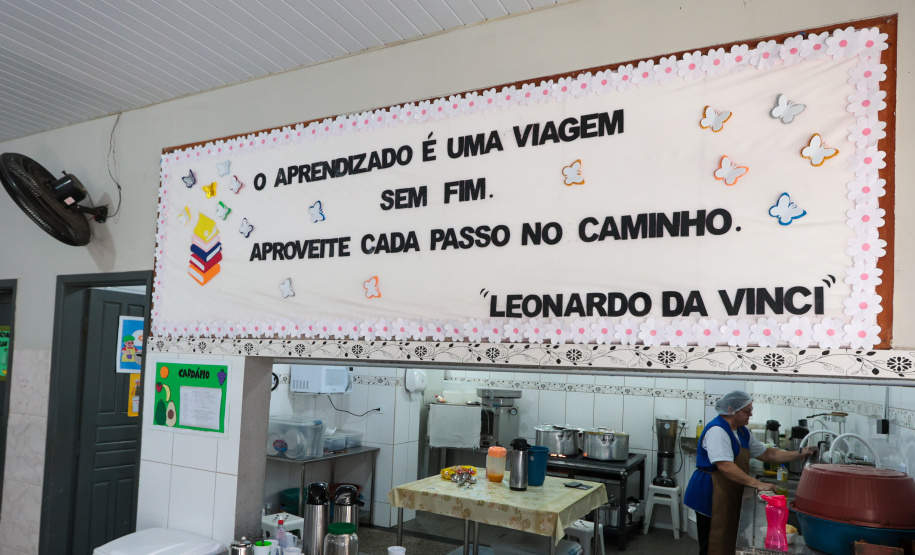 O APRENDIZADO É UMA VIAGEM
SEM FIM.
APROVEITE CADA PASSO NO CAMINHO.
"LEONARDO DA VINCI"
CARDÁPIO